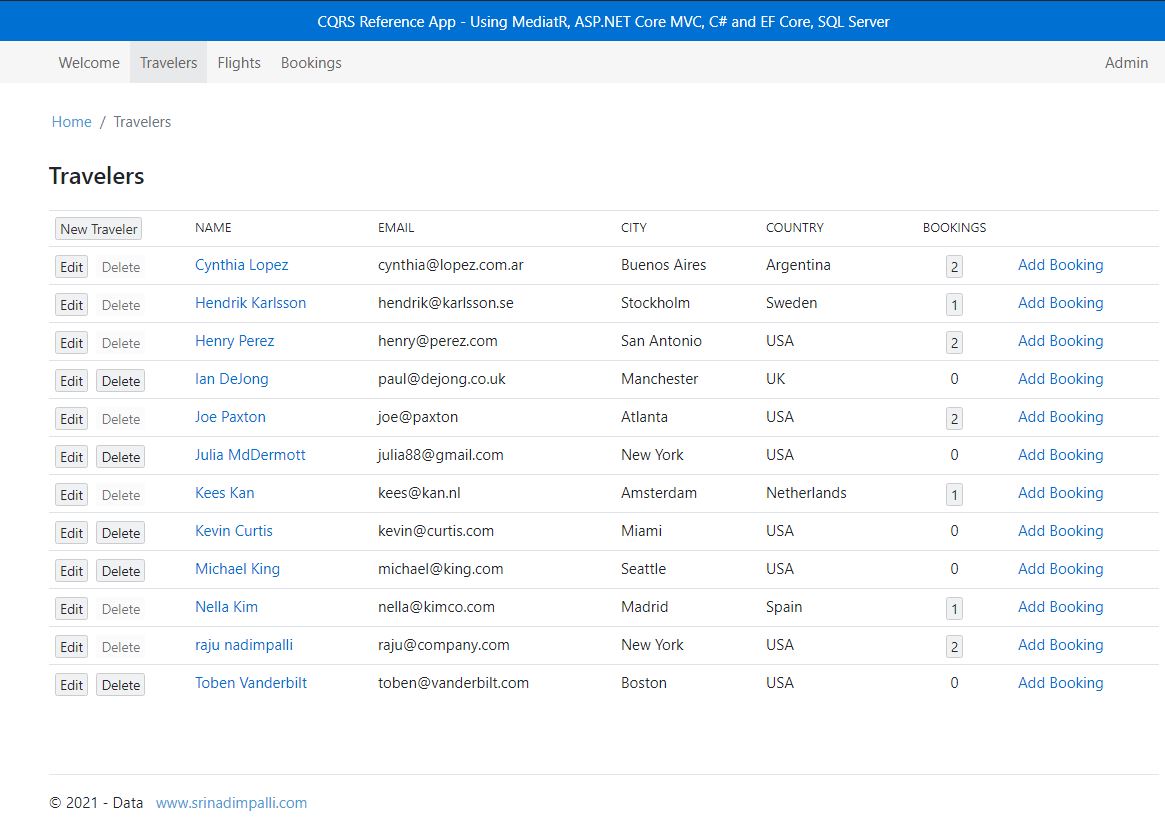 CQRS Reference App - Using MediatR, ASP.NET Core MVC, C# and EF Core, SQL Server
Welcome Travelers Flights Bookings Admin
Home / Travelers
Travelers
New Traveler NAME EMAIL CITY COUNTRY BOOKINGS
Edit Delete Cynthia Lopez cynthia@lopez.com.ar Buenos Aires Argentina 2 Add Booking
Edit Delete Hendrik Karlsson hendrik@karlsson.se Stockholm Sweden 1 Add Booking
Edit Delete Henry Perez henry@perez.com San Antonio USA 2 Add Booking
Edit Delete Ian DeJong paul@dejong.co.uk Manchester UK 0 Add Booking
Edit Delete Joe Paxton joe@paxton Atlanta USA 2 Add Booking
Edit Delete Julia MdDermott julia88@gmail.com New York USA 0 Add Booking
Edit Delete Kees Kan kees@kan.nl Amsterdam Netherlands 1 Add Booking
Edit Delete Kevin Curtis kevin@curtis.com Miami USA 0 Add Booking
Edit Delete Michael King michael@king.com Seattle USA 0 Add Booking
Edit Delete Nella Kim nella@kimco.com Madrid Spain 1 Add Booking
Edit Delete raju nadimpalli raju@company.com New York USA 2 Add Booking
Edit Delete Toben Vanderbilt toben@vanderbilt.com Boston USA 0 Add Booking
© 2021 - Data www.srinadimpalli.com